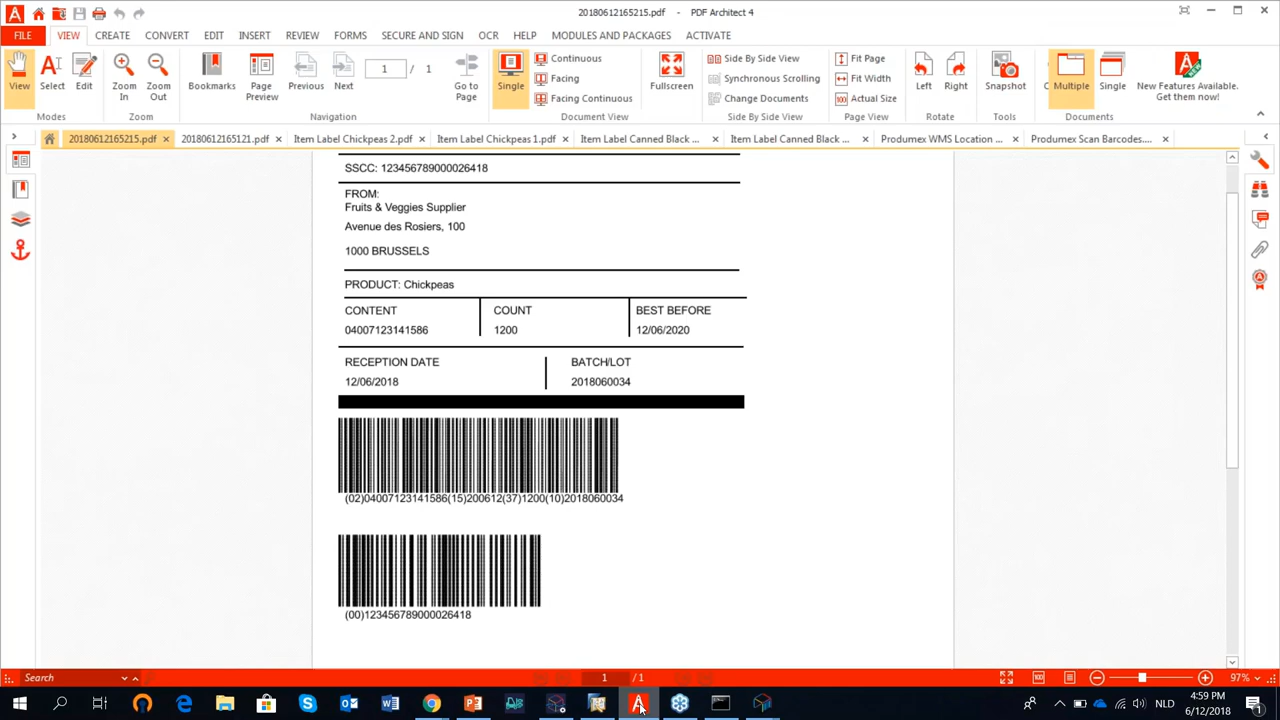 20180612165215.pdf - PDF Architect 4
FILE VIEW CREATE CONVERT EDIT INSERT REVIEW FORMS SECURE AND SIGN OCR HELP MODULES AND PACKAGES ACTIVATE
View Select Edit Zoom In Zoom Out Bookmarks Page Preview Previous 1 / 1 Next Go to Page Single Continuous Facing Facing Continuous Fullscreen Side By Side View Synchronous Scrolling Change Documents Fit Page Fit Width Actual Size Left Right Snapshot C Multiple Single New Features Available. Get them now!
Modes Zoom Navigation Document View Side By Side View Page View Rotate Tools Documents
20180612165215.pdf × 20180612165121.pdf × Item Label Chickpeas 2.pdf × Item Label Chickpeas 1.pdf × Item Label Canned Black ... × Item Label Canned Black ... × Produmex WMS Location ... × Produmex Scan Barcodes.... ×
SSCC: 123456789000026418
FROM:
Fruits & Veggies Supplier
Avenue des Rosiers, 100
1000 BRUSSELS
PRODUCT: Chickpeas
CONTENT COUNT BEST BEFORE
04007123141586 1200 12/06/2020
RECEPTION DATE BATCH/LOT
12/06/2018 2018060034
(02)04007123141586(15)200612(37)1200(10)2018060034
(00)123456789000026418
Search 1 / 1 97%
NLD 4:59 PM
6/12/2018